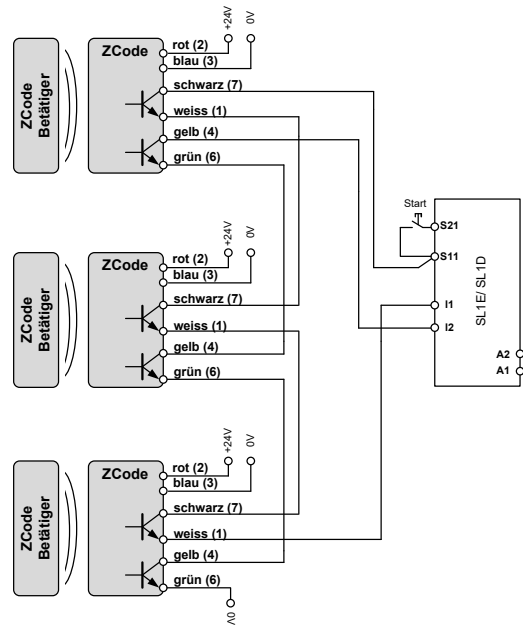 +24V
0V
ZCode
Betätiger
ZCode
rot (2)
blau (3)
schwarz (7)
weiss (1)
gelb (4)
grün (6)
+24V
0V
ZCode
Betätiger
ZCode
rot (2)
blau (3)
schwarz (7)
weiss (1)
gelb (4)
grün (6)
+24V
0V
ZCode
Betätiger
ZCode
rot (2)
blau (3)
schwarz (7)
weiss (1)
gelb (4)
grün (6)
0V
Start
S21
S11
SL1E/ SL1D
I1
I2
A2
A1